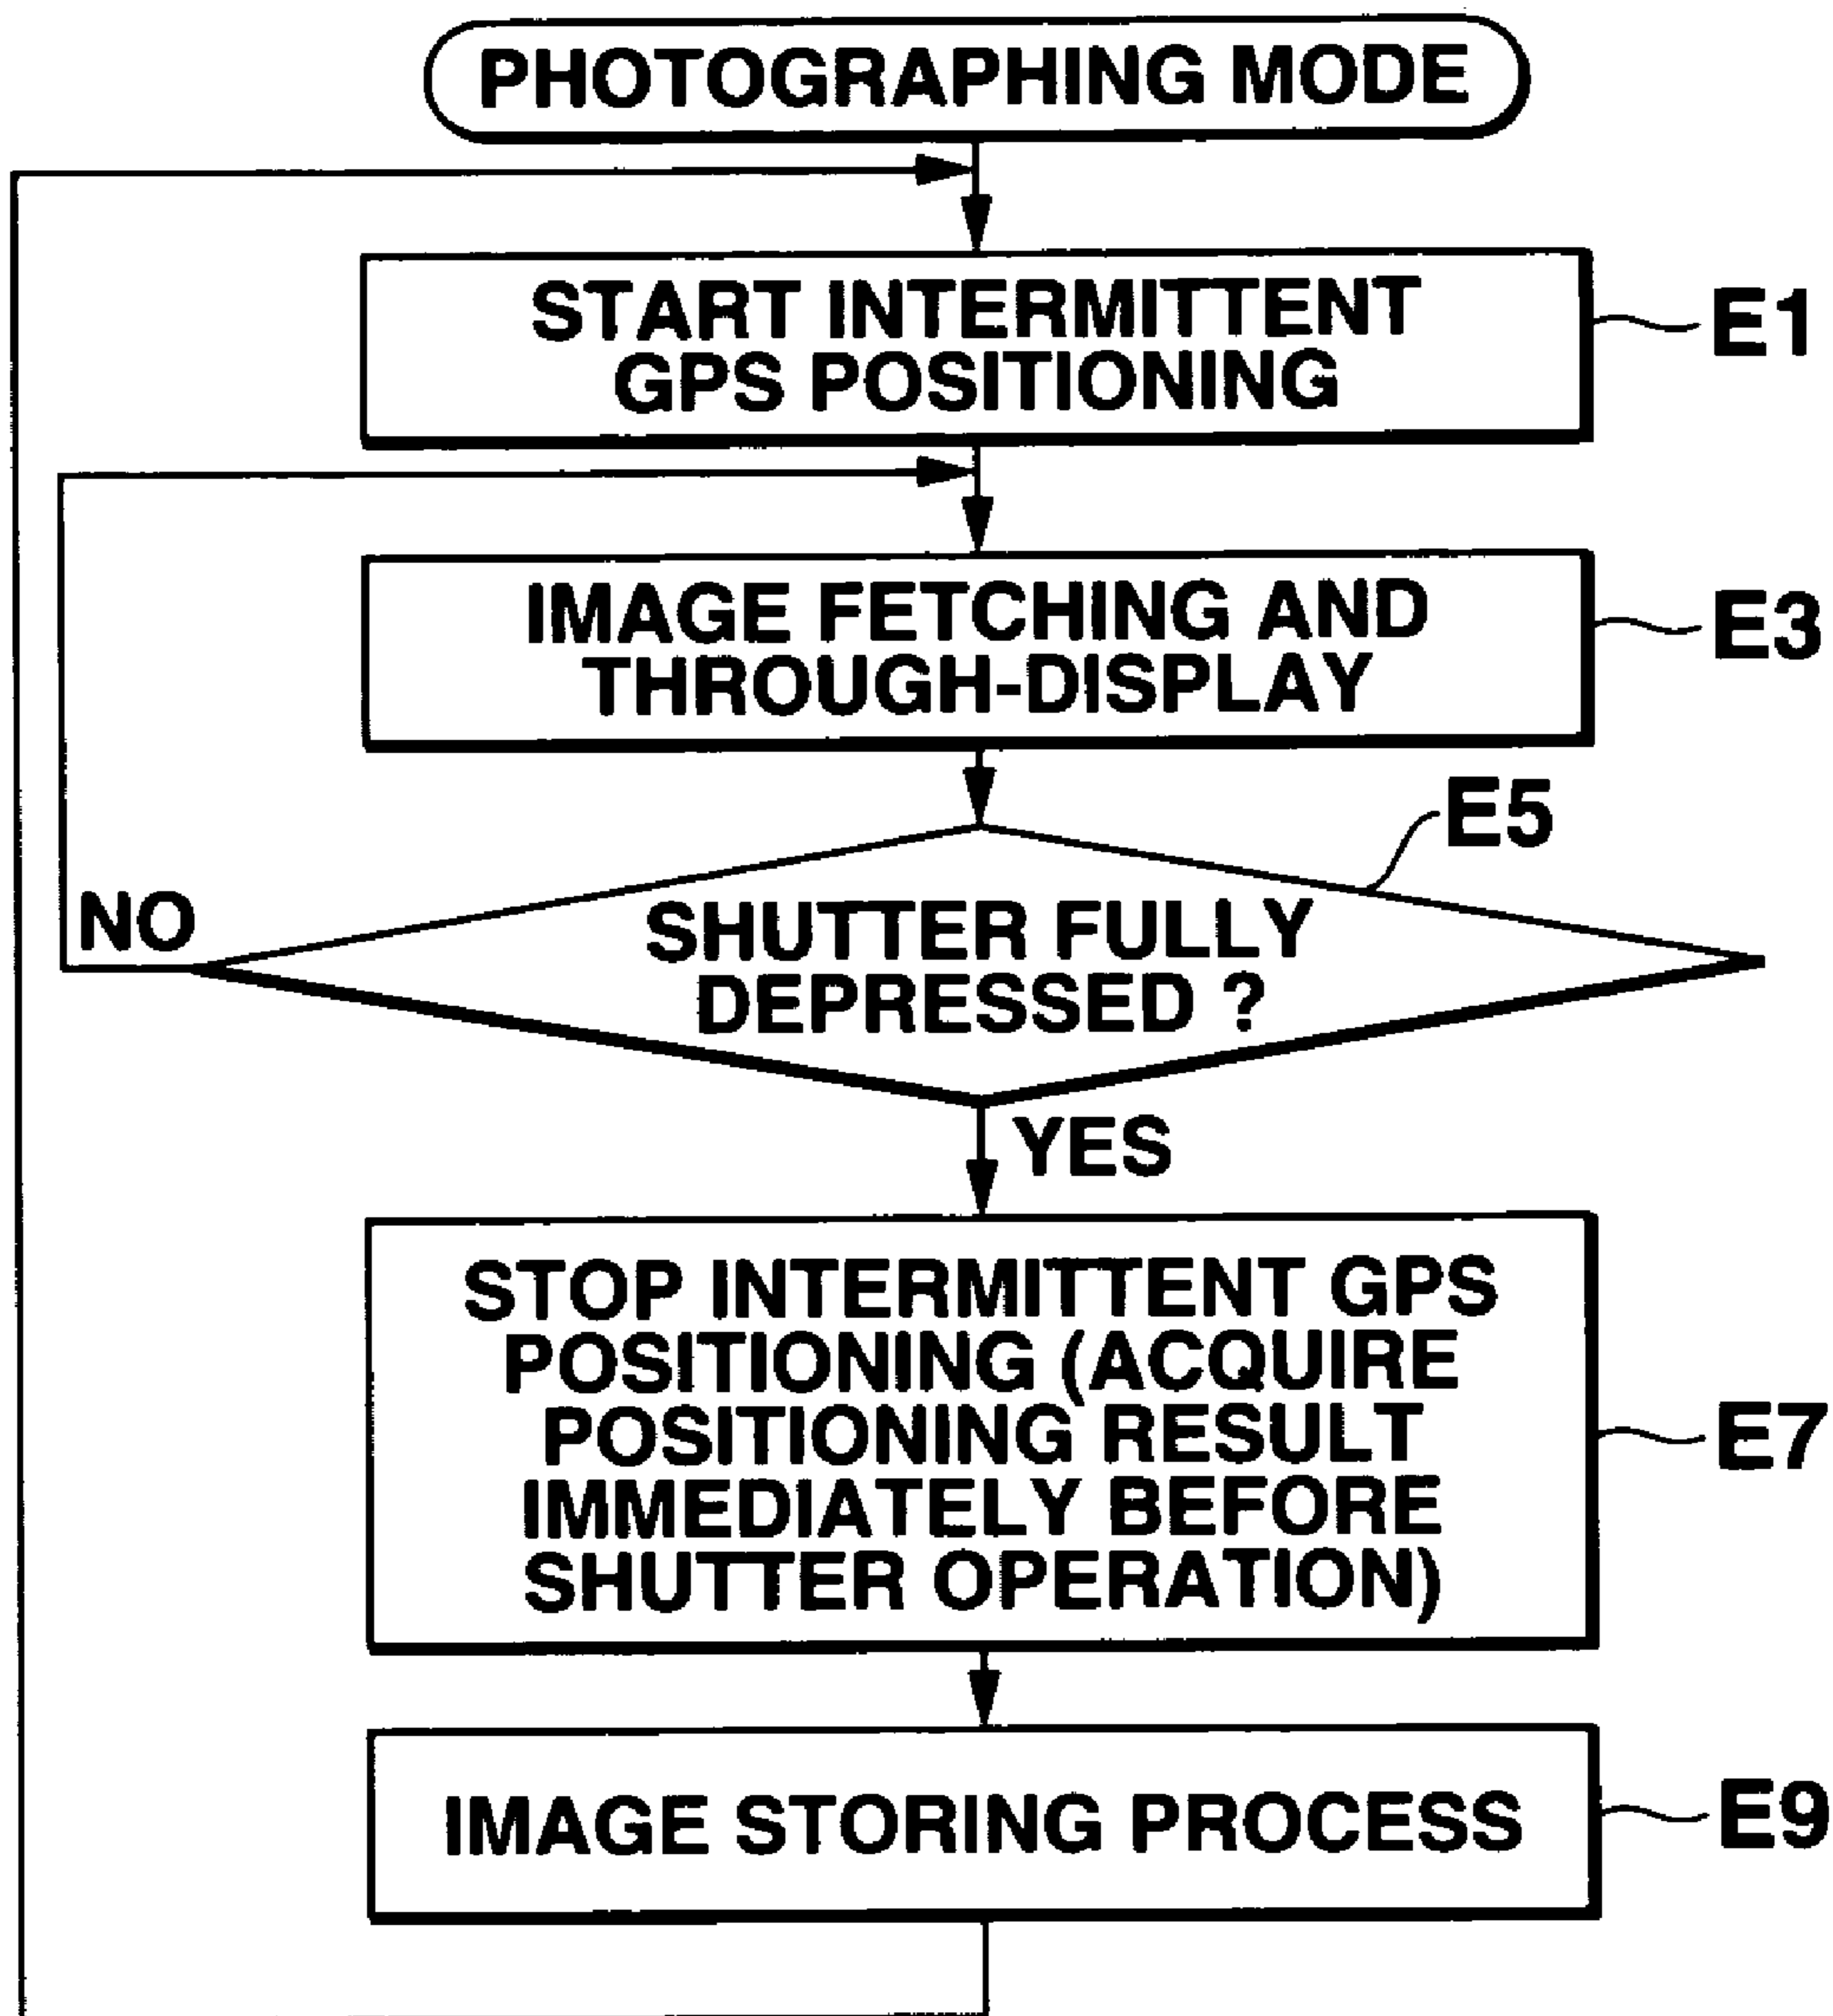 PHOTOGRAPHING MODE
START INTERMITTENT
GPS POSITIONING
E1
IMAGE FETCHING AND
THROUGH-DISPLAY
E3
E5
NO
SHUTTER FULLY
DEPRESSED ?
YES
STOP INTERMITTENT GPS
POSITIONING (ACQUIRE
POSITIONING RESULT
IMMEDIATELY BEFORE
SHUTTER OPERATION)
E7
IMAGE STORING PROCESS
E9